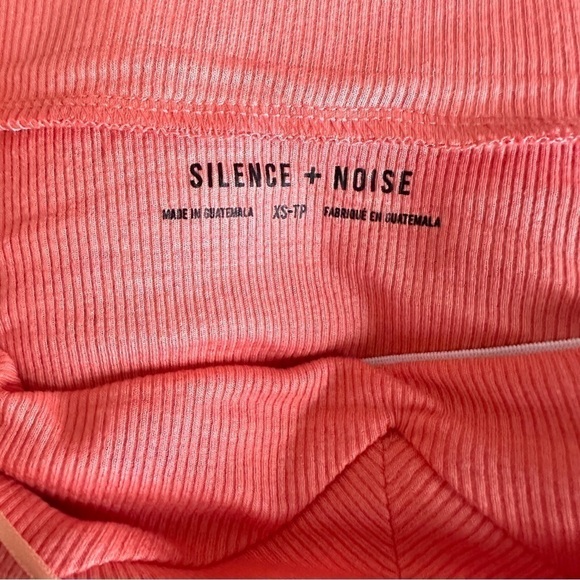 SILENCE + NOISE
MADE IN GUATEMALA XS-TP FABRIQUÉ EN GUATEMALA